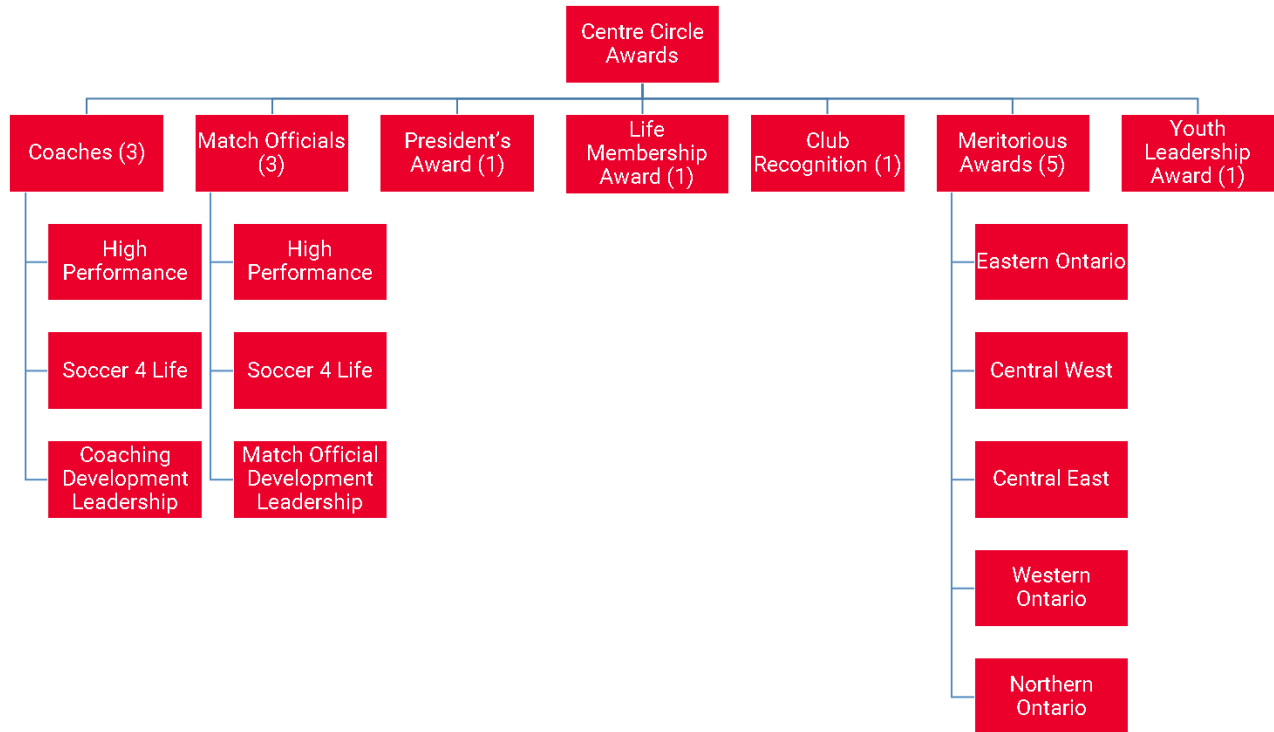 Centre Circle
Awards
Coaches (3)
Match Officials
(3)
President’s
Award (1)
Life
Membership
Award (1)
Club
Recognition (1)
Meritorious
Awards (5)
Youth
Leadership
Award (1)
High
Performance
Soccer 4 Life
Coaching
Development
Leadership
High
Performance
Soccer 4 Life
Match Official
Development
Leadership
Eastern Ontario
Central West
Central East
Western
Ontario
Northern
Ontario